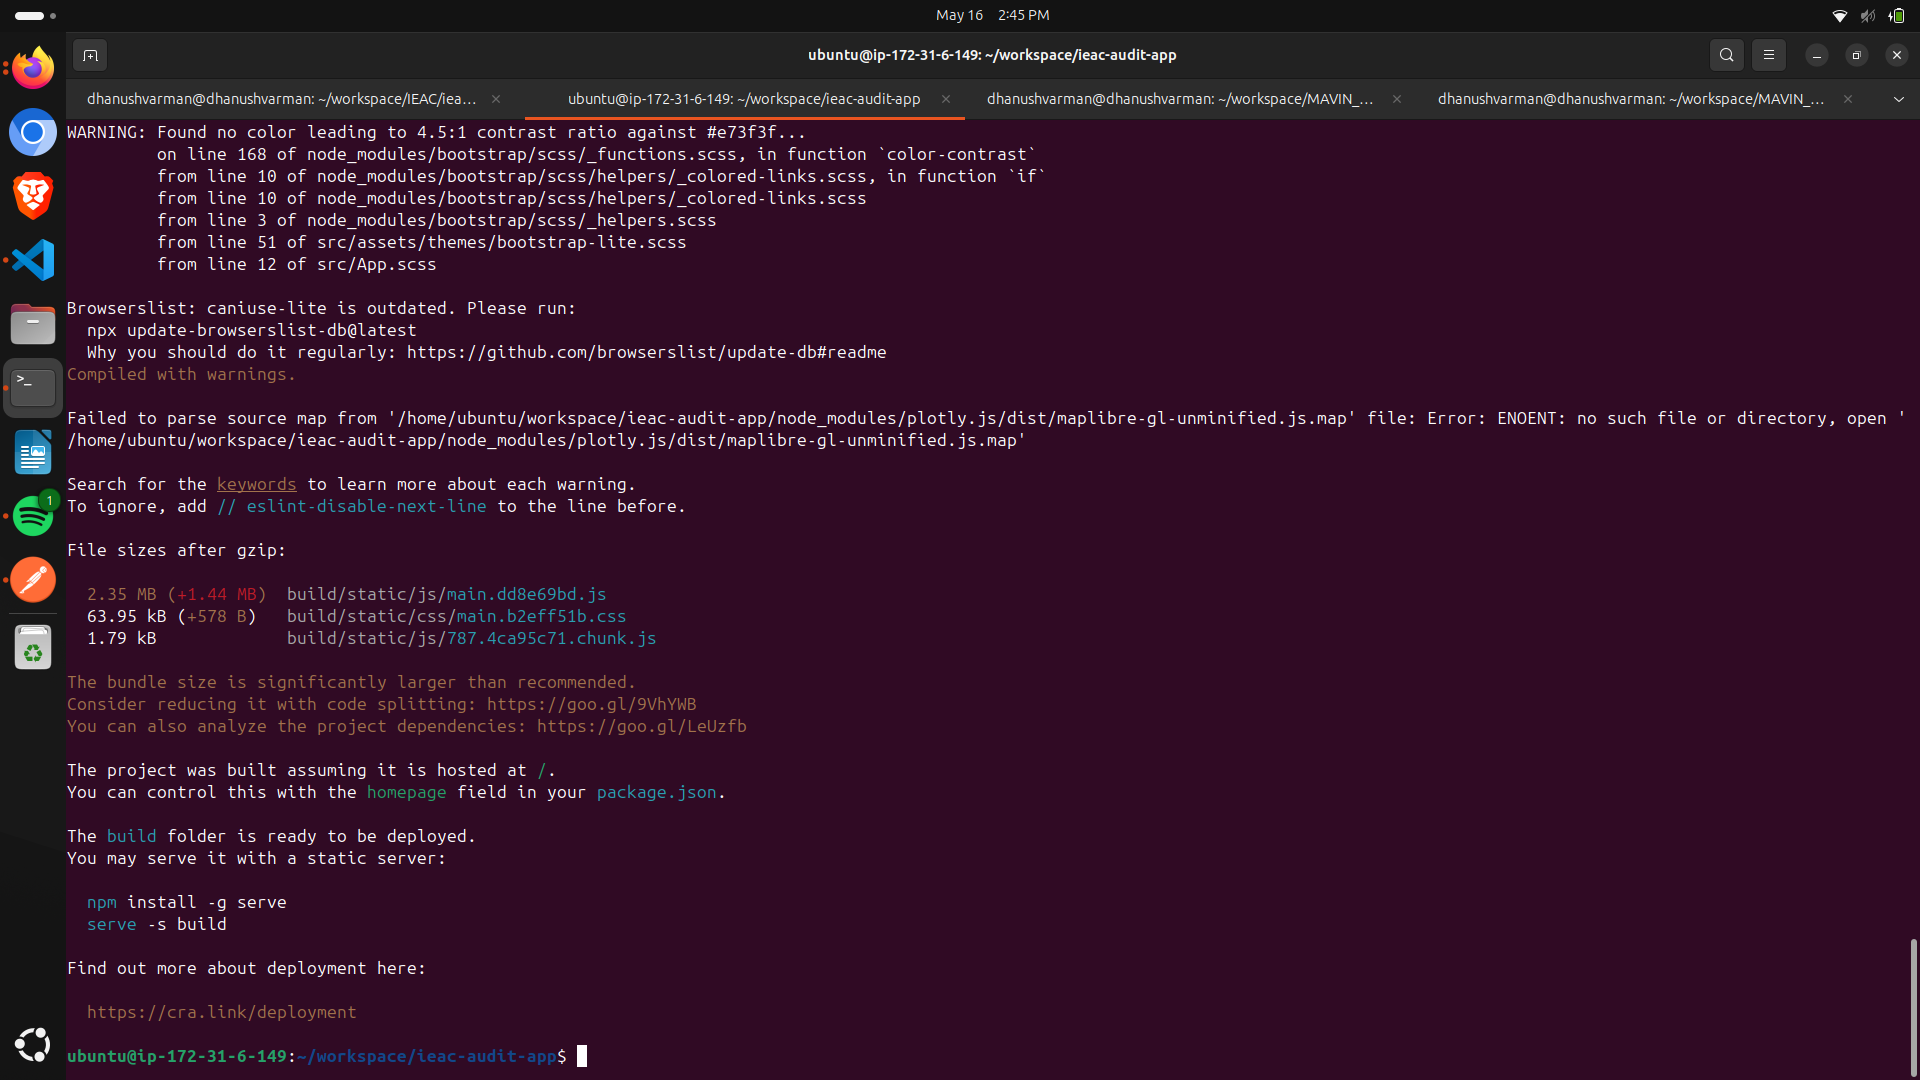 May 16 2:45 PM
ubuntu@ip-172-31-6-149: ~/workspace/ieac-audit-app
dhanushvarman@dhanushvarman: ~/workspace/IEAC/iea... ubuntu@ip-172-31-6-149: ~/workspace/ieac-audit-app dhanushvarman@dhanushvarman: ~/workspace/MAVIN_... dhanushvarman@dhanushvarman: ~/workspace/MAVIN_...
WARNING: Found no color leading to 4.5:1 contrast ratio against #e73f3f...
on line 168 of node_modules/bootstrap/scss/_functions.scss, in function `color-contrast`
from line 10 of node_modules/bootstrap/scss/helpers/_colored-links.scss, in function `if`
from line 10 of node_modules/bootstrap/scss/helpers/_colored-links.scss
from line 3 of node_modules/bootstrap/scss/_helpers.scss
from line 51 of src/assets/themes/bootstrap-lite.scss
from line 12 of src/App.scss
Browserslist: caniuse-lite is outdated. Please run:
npx update-browserslist-db@latest
Why you should do it regularly: https://github.com/browserslist/update-db#readme
Compiled with warnings.
Failed to parse source map from '/home/ubuntu/workspace/ieac-audit-app/node_modules/plotly.js/dist/maplibre-gl-unminified.js.map' file: Error: ENOENT: no such file or directory, open '
/home/ubuntu/workspace/ieac-audit-app/node_modules/plotly.js/dist/maplibre-gl-unminified.js.map'
Search for the keywords to learn more about each warning.
To ignore, add // eslint-disable-next-line to the line before.
1
File sizes after gzip:
2.35 MB (+1.44 MB) build/static/js/main.dd8e69bd.js
63.95 kB (+578 B) build/static/css/main.b2eff51b.css
1.79 kB build/static/js/787.4ca95c71.chunk.js
The bundle size is significantly larger than recommended.
Consider reducing it with code splitting: https://goo.gl/9VhYWB
You can also analyze the project dependencies: https://goo.gl/LeUzfb
The project was built assuming it is hosted at /.
You can control this with the homepage field in your package.json.
The build folder is ready to be deployed.
You may serve it with a static server:
npm install -g serve
serve -s build
Find out more about deployment here:
https://cra.link/deployment
ubuntu@ip-172-31-6-149:~/workspace/ieac-audit-app$